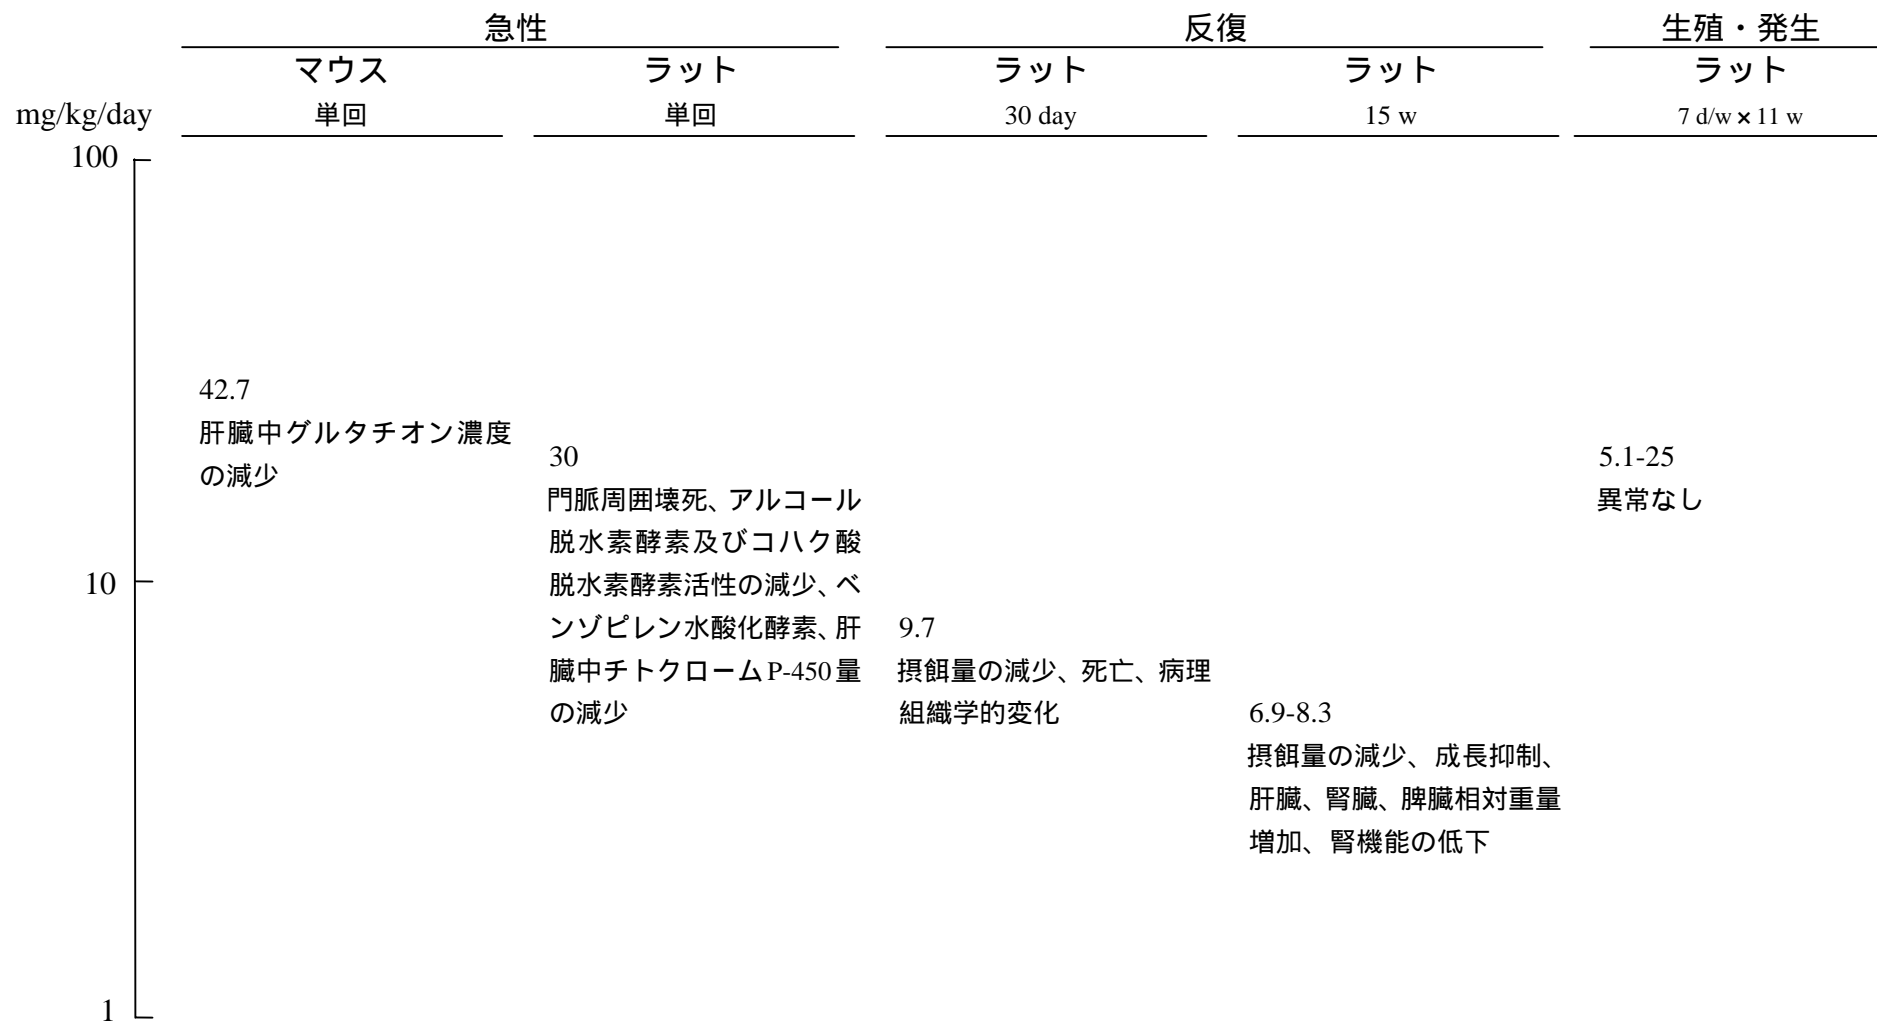 急性
反復
生殖・発生
マウス
ラット
ラット
ラット
ラット
mg/kg/day
単回
単回
30 day
15 w
7 d/w × 11 w
100
10
1
42.7
肝臓中グルタチオン濃度
の減少
30
門脈周囲壊死、アルコール
脱水素酵素及びコハク酸
脱水素酵素活性の減少、ベ
ンゾピレン水酸化酵素、肝
臓中チトクロームP-450量
の減少
9.7
摂餌量の減少、死亡、病理
組織学的変化
6.9-8.3
摂餌量の減少、成長抑制、
肝臓、腎臓、脾臓相対重量
増加、腎機能の低下
5.1-25
異常なし